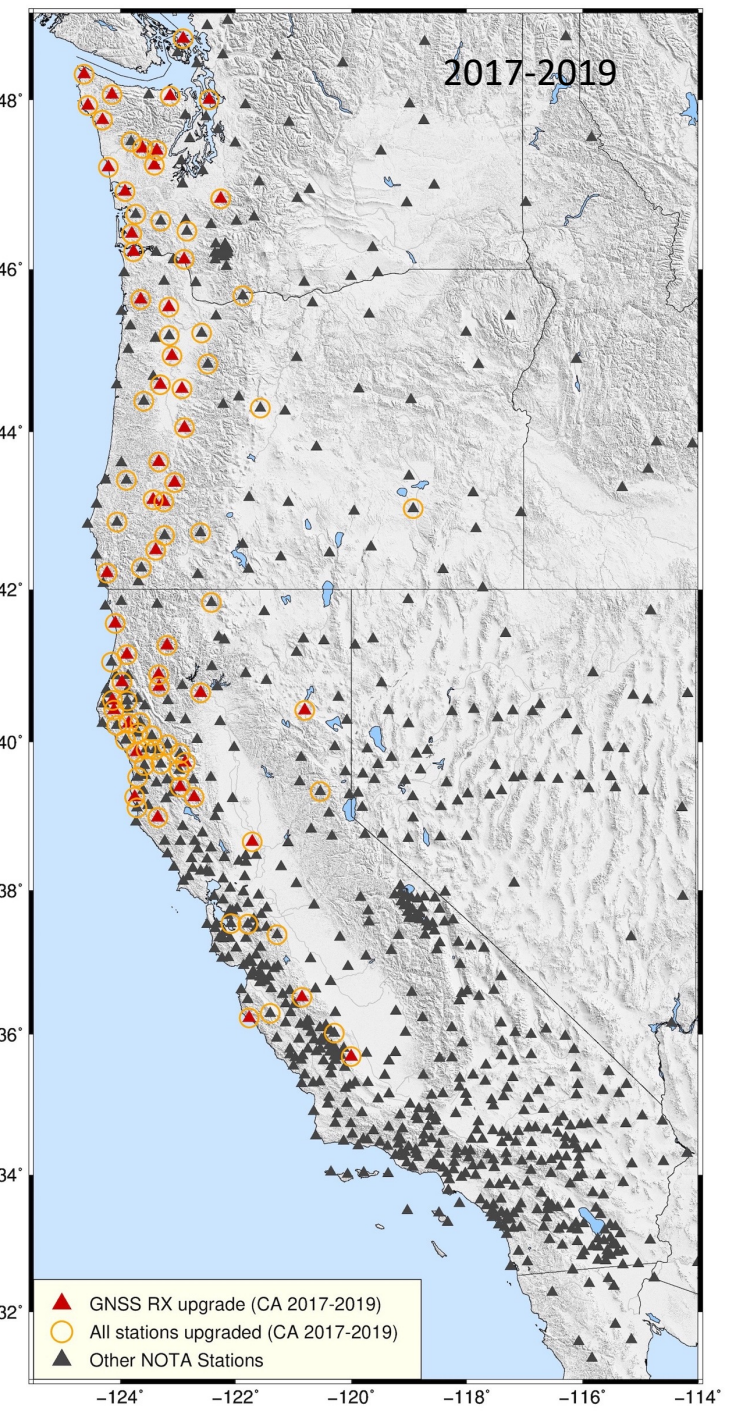 2017-2019
48°
46°
44°
42°
40°
38°
36°
34°
32°
GNSS RX upgrade (CA 2017-2019)
All stations upgraded (CA 2017-2019)
Other NOTA Stations
−124° −122° −120° −118° −116° −114°